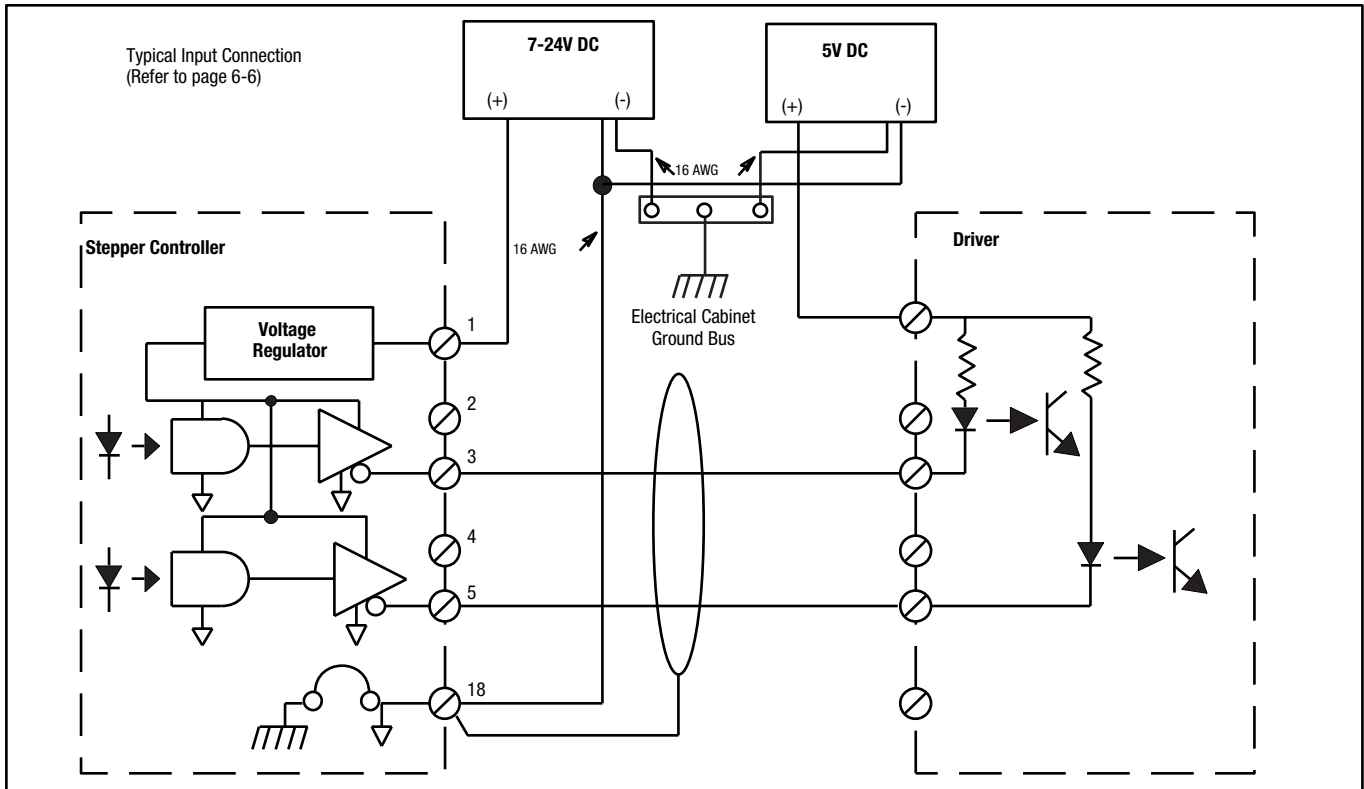 Typical Input Connection
(Refer to page 6-6)
7-24V DC
(+)
(-)
5V DC
(+)
(-)
16 AWG
Stepper Controller
16 AWG
Electrical Cabinet
Ground Bus
Driver
Voltage
Regulator
1
2
3
4
5
18